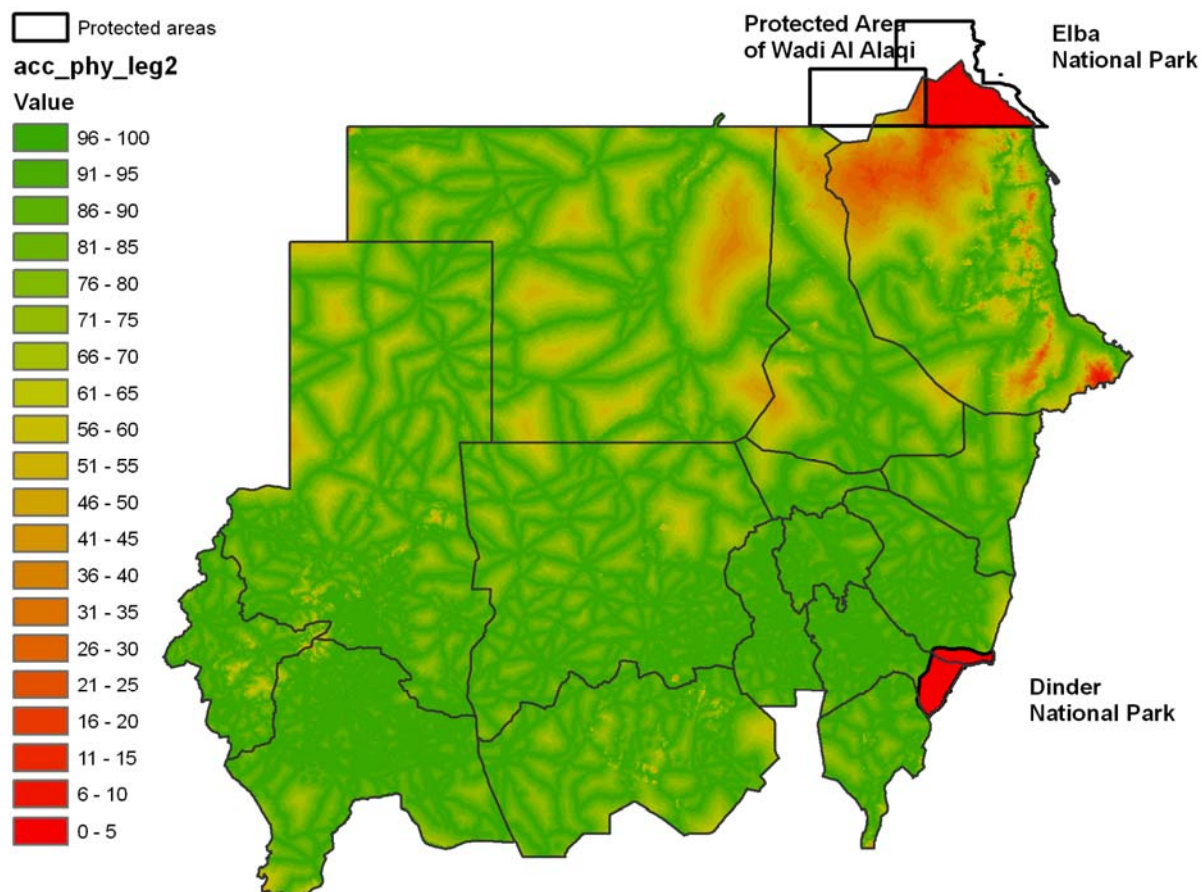 Protected areas
acc_phy_leg2
Value
96 - 100
91 - 95
86 - 90
81 - 85
76 - 80
71 - 75
66 - 70
61 - 65
56 - 60
51 - 55
46 - 50
41 - 45
36 - 40
31 - 35
26 - 30
21 - 25
16 - 20
11 - 15
6 - 10
0 - 5
Protected Area
of Wadi Al Alaqi
Elba
National Park
Dinder
National Park